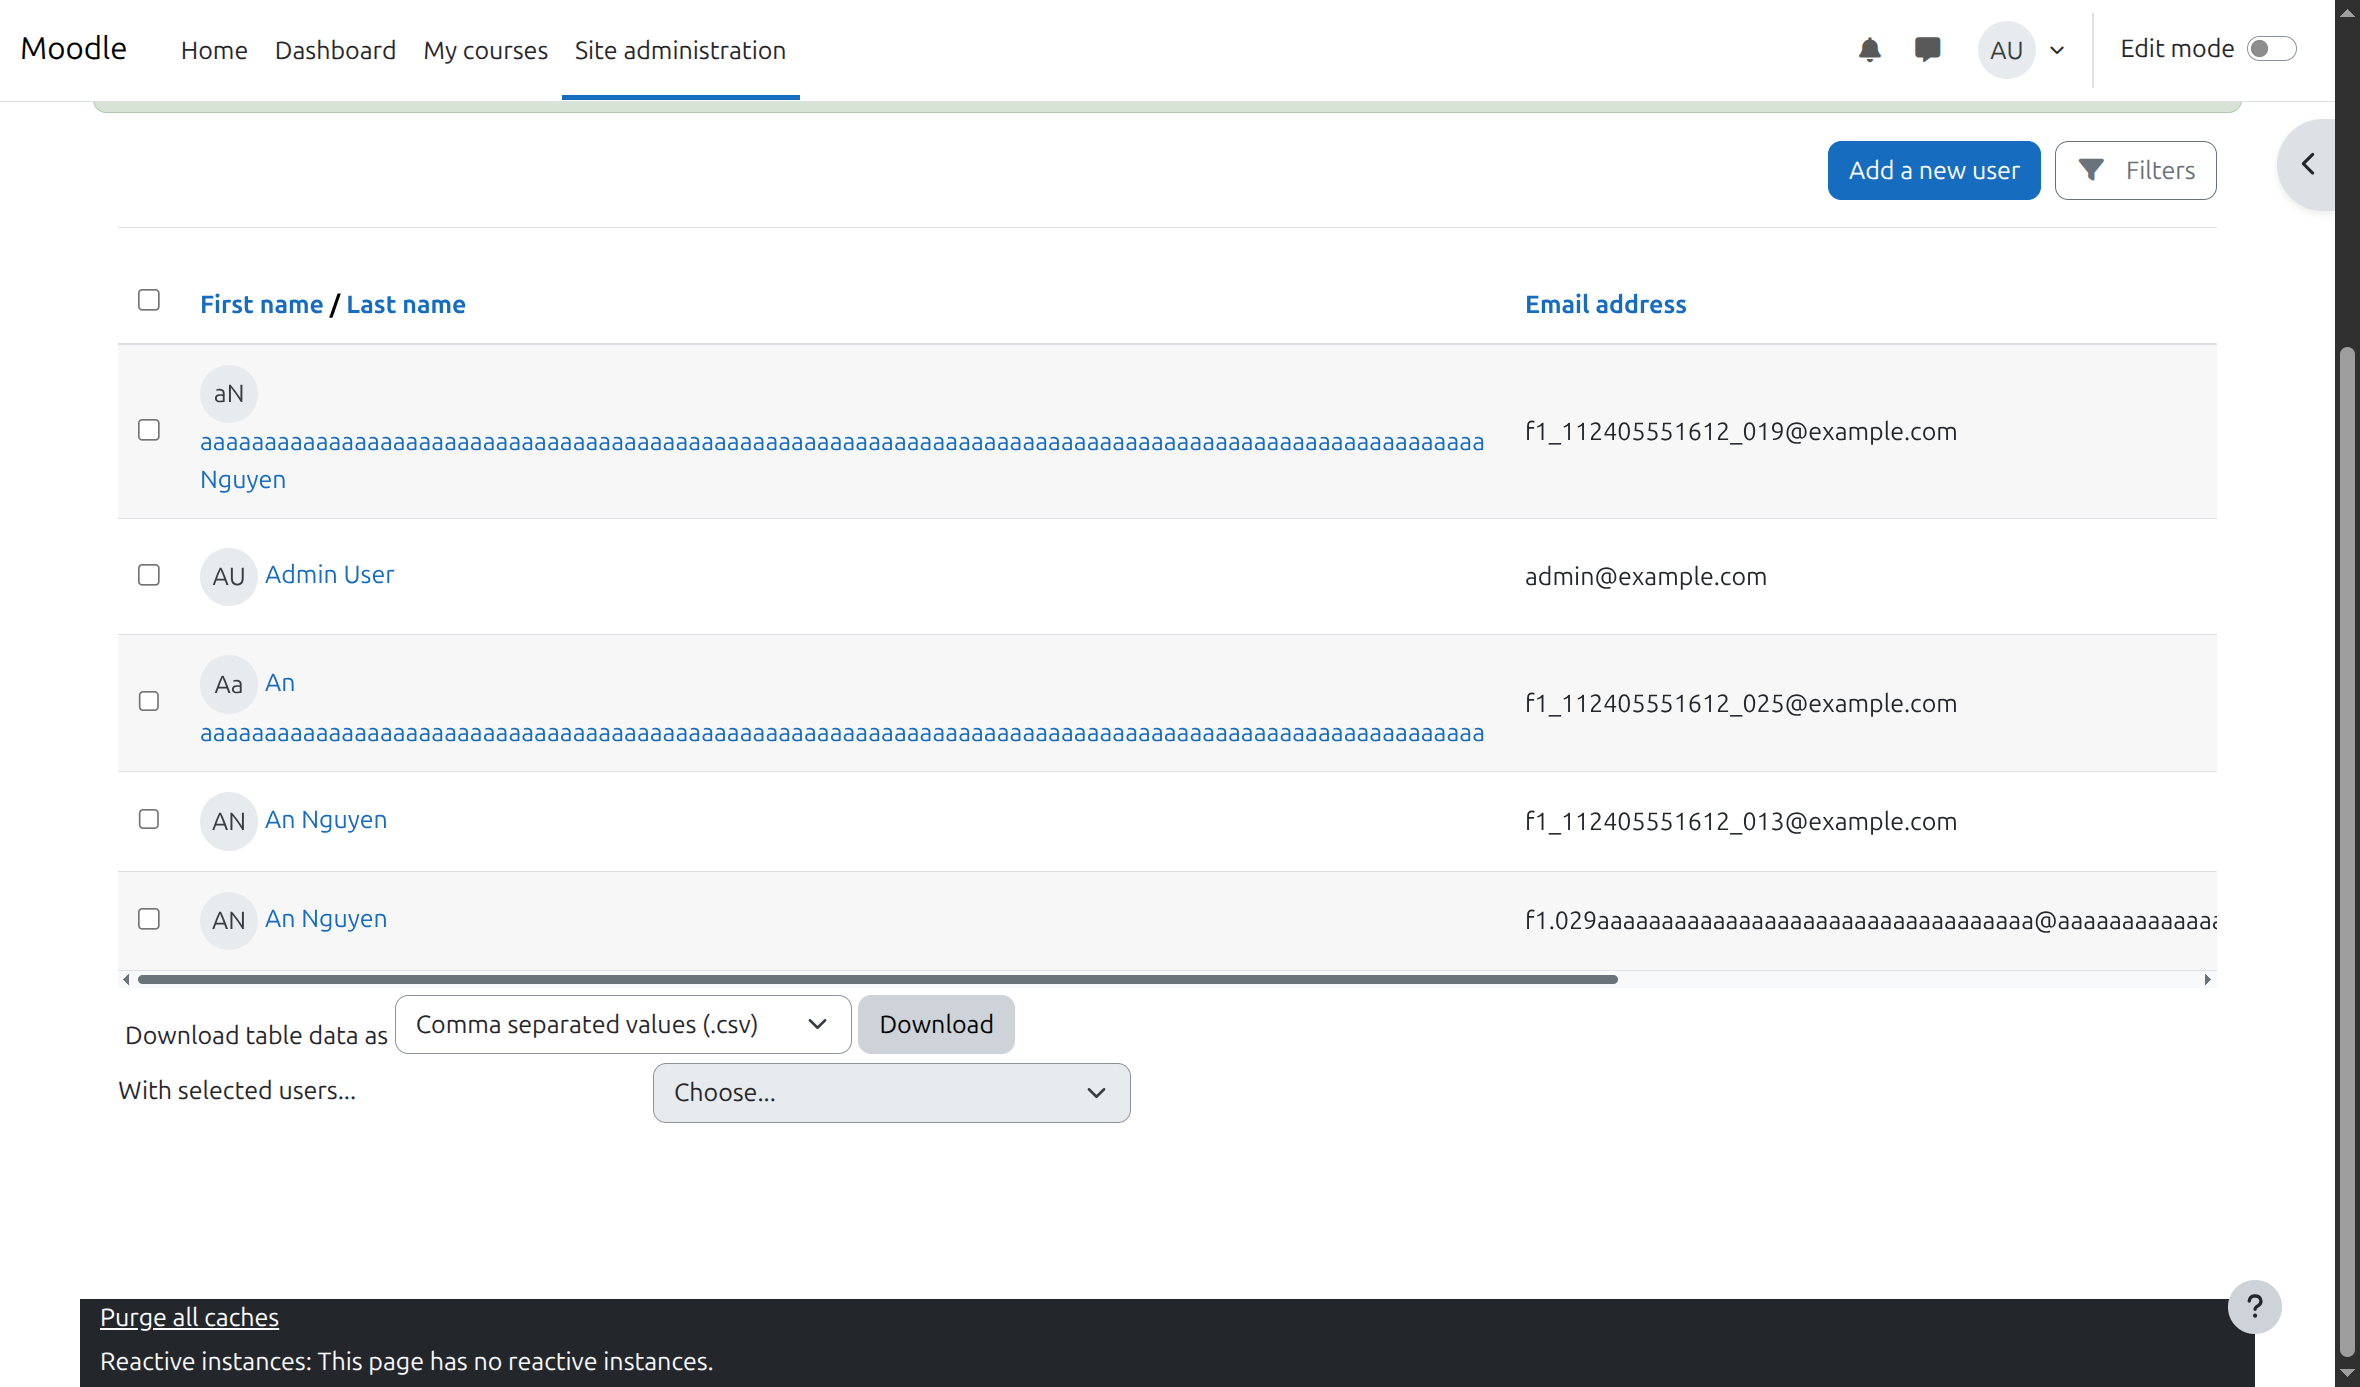 Moodle Home Dashboard My courses Site administration AU Edit mode
Add a new user Filters
First name / Last name Email address
aN
aaaaaaaaaaaaaaaaaaaaaaaaaaaaaaaaaaaaaaaaaaaaaaaaaaaaaaaaaaaaaaaaaaaaaaaaaaaaaaaaaaaaaaaaaaaaaaaaaaaa
Nguyen
f1_112405551612_019@example.com
AU Admin User admin@example.com
Aa An
aaaaaaaaaaaaaaaaaaaaaaaaaaaaaaaaaaaaaaaaaaaaaaaaaaaaaaaaaaaaaaaaaaaaaaaaaaaaaaaaaaaaaaaaaaaaaaaaaaaa
f1_112405551612_025@example.com
AN An Nguyen f1_112405551612_013@example.com
AN An Nguyen f1.029aaaaaaaaaaaaaaaaaaaaaaaaaaaaaaaaaa@aaaaaaaaaaaaa
Download table data as Comma separated values (.csv) Download
With selected users... Choose...
Purge all caches
?
Reactive instances: This page has no reactive instances.